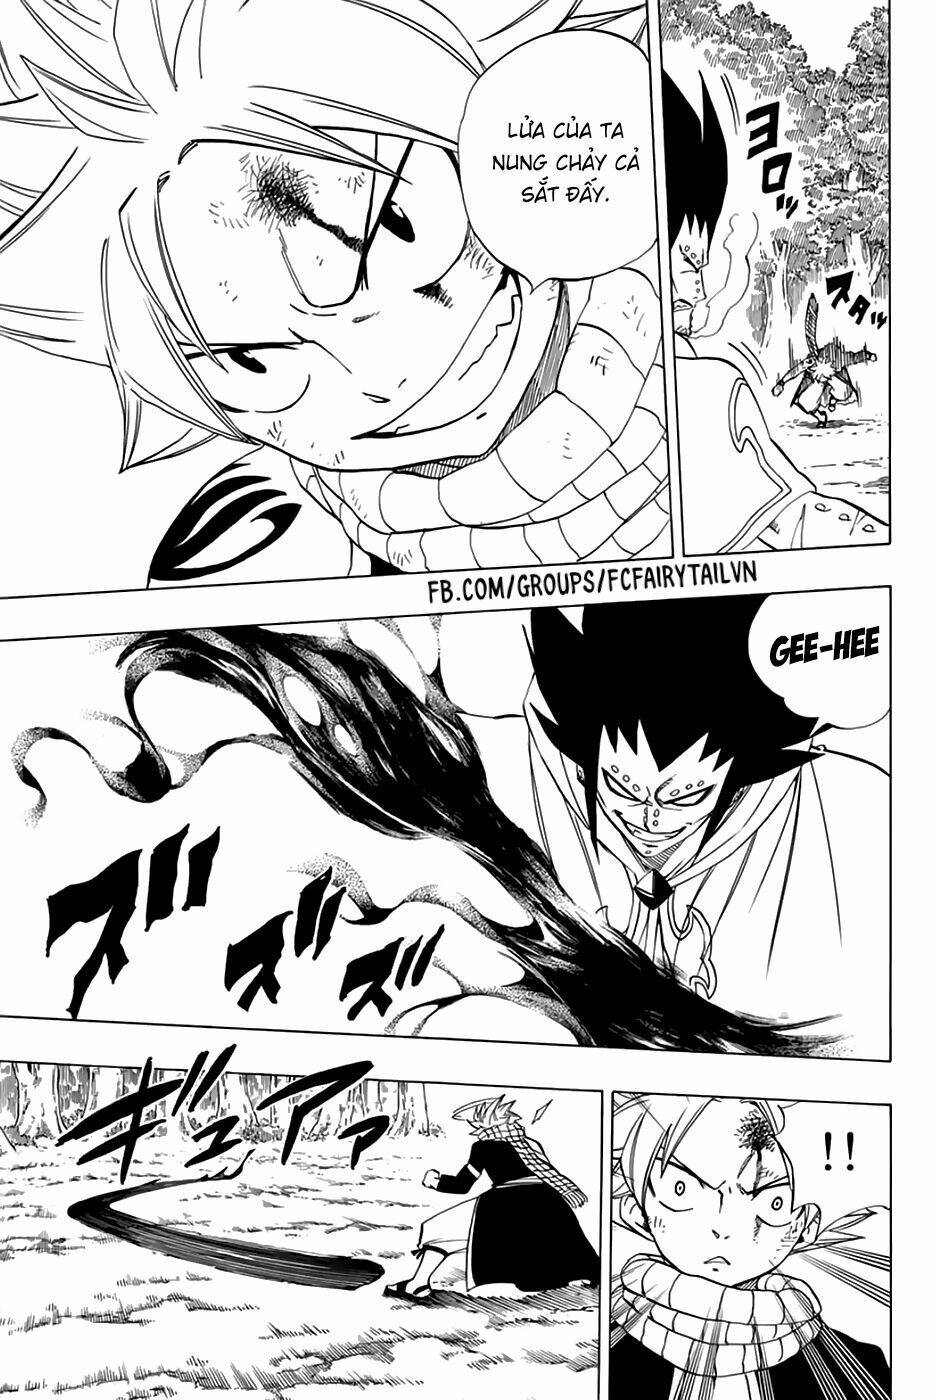 ヨロッ
スタッ
LỬA CỦA TA
NUNG CHẢY CẢ
SẮT ĐẤY.
FB.COM/GROUPS/FCFAIRYTAILVN
GEE-HEE
ズズズ
!!
ギュアァ